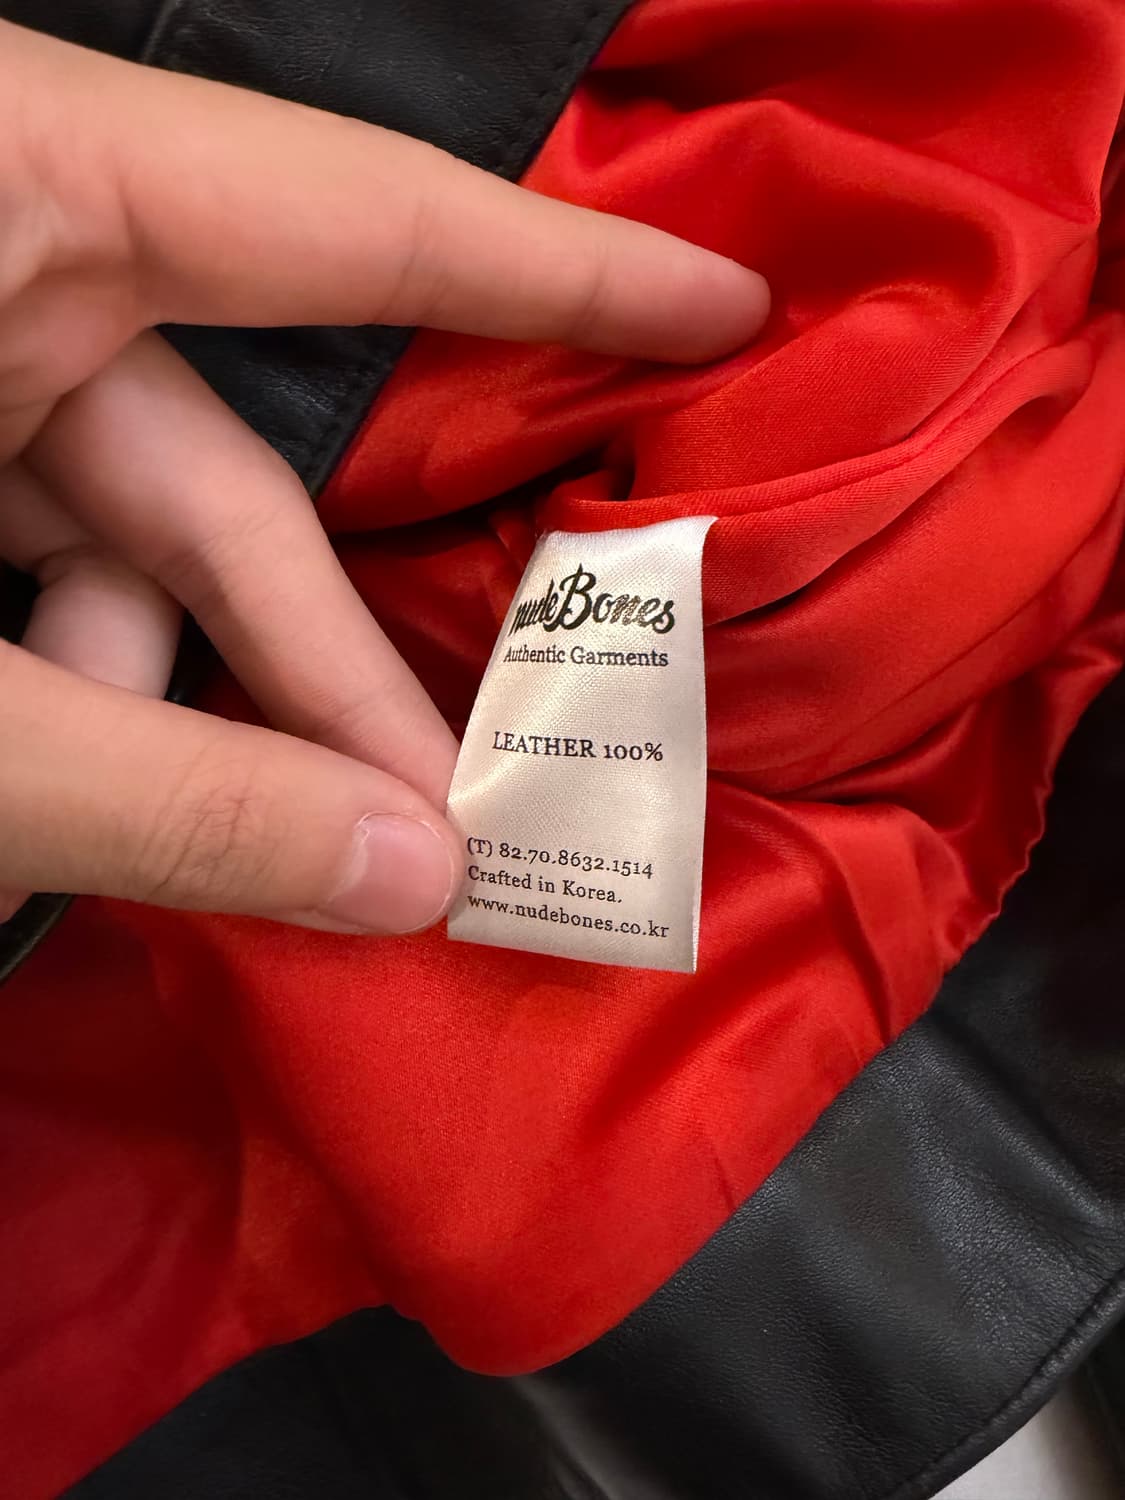 nudeBones
Authentic Garments
LEATHER 100%
(T) 82.70.8632.1514
Crafted in Korea.
www.nudebones.co.kr